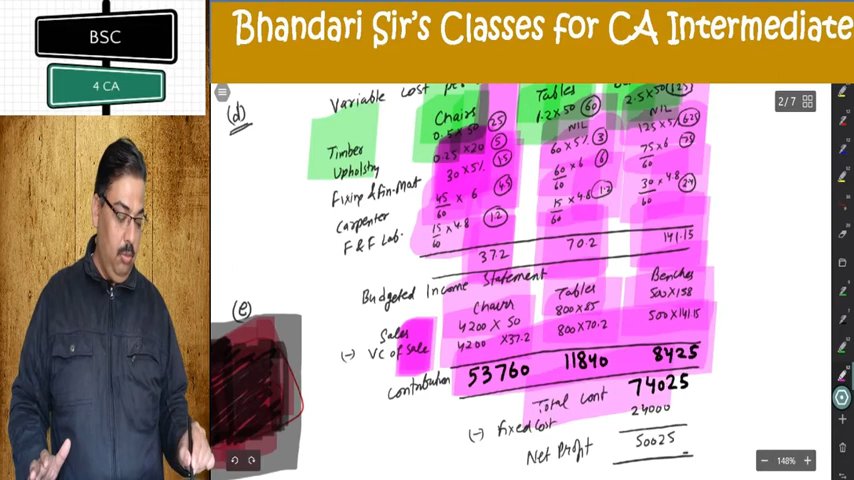 Bhandari Sir's Classes for CA Intermediate
BSC
4 CA
2/7
(d)
Variable cost pe
Chairs Tables
Timber 0.5 x 50 (25) 1.2 x 50 (60) 2.5 x 50 (125)
Upholstry 0.25 x 20 (5) NIL NIL
Fixing & Fin-Mat 30 x 5% (1.5) 60 x 5% (3) 125 x 5% (6.25)
Carpenter 45/60 x 6 (4.5) 60/60 x 6 (6) 75/60 x 6 (7.5)
F & F Lab. 15/60 x 4.8 (1.2) 15/60 x 4.8 (1.2) 30/60 x 4.8 (2.4)
37.2 70.2 141.15
Budgeted Income Statement
(e)
Chairs Tables Benches
Sales 4200 x 50 800 x 85 500 x 158
(-) VC of Sale 4200 x 37.2 800 x 70.2 500 x 141.15
Contribution 53760 11840 8425
Total Cont 74025
(-) Fixed Cost 24000
Net Profit 50025
148%